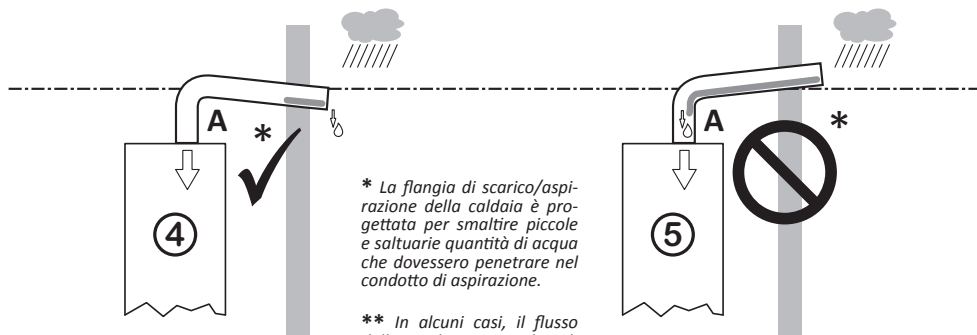 A
*
4
A
*
5
* La flangia di scarico/aspi-
razione della caldaia è pro-
gettata per smaltire piccole
e saltuarie quantità di acqua
che dovessero penetrare nel
condotto di aspirazione.
** In alcuni casi, il flusso